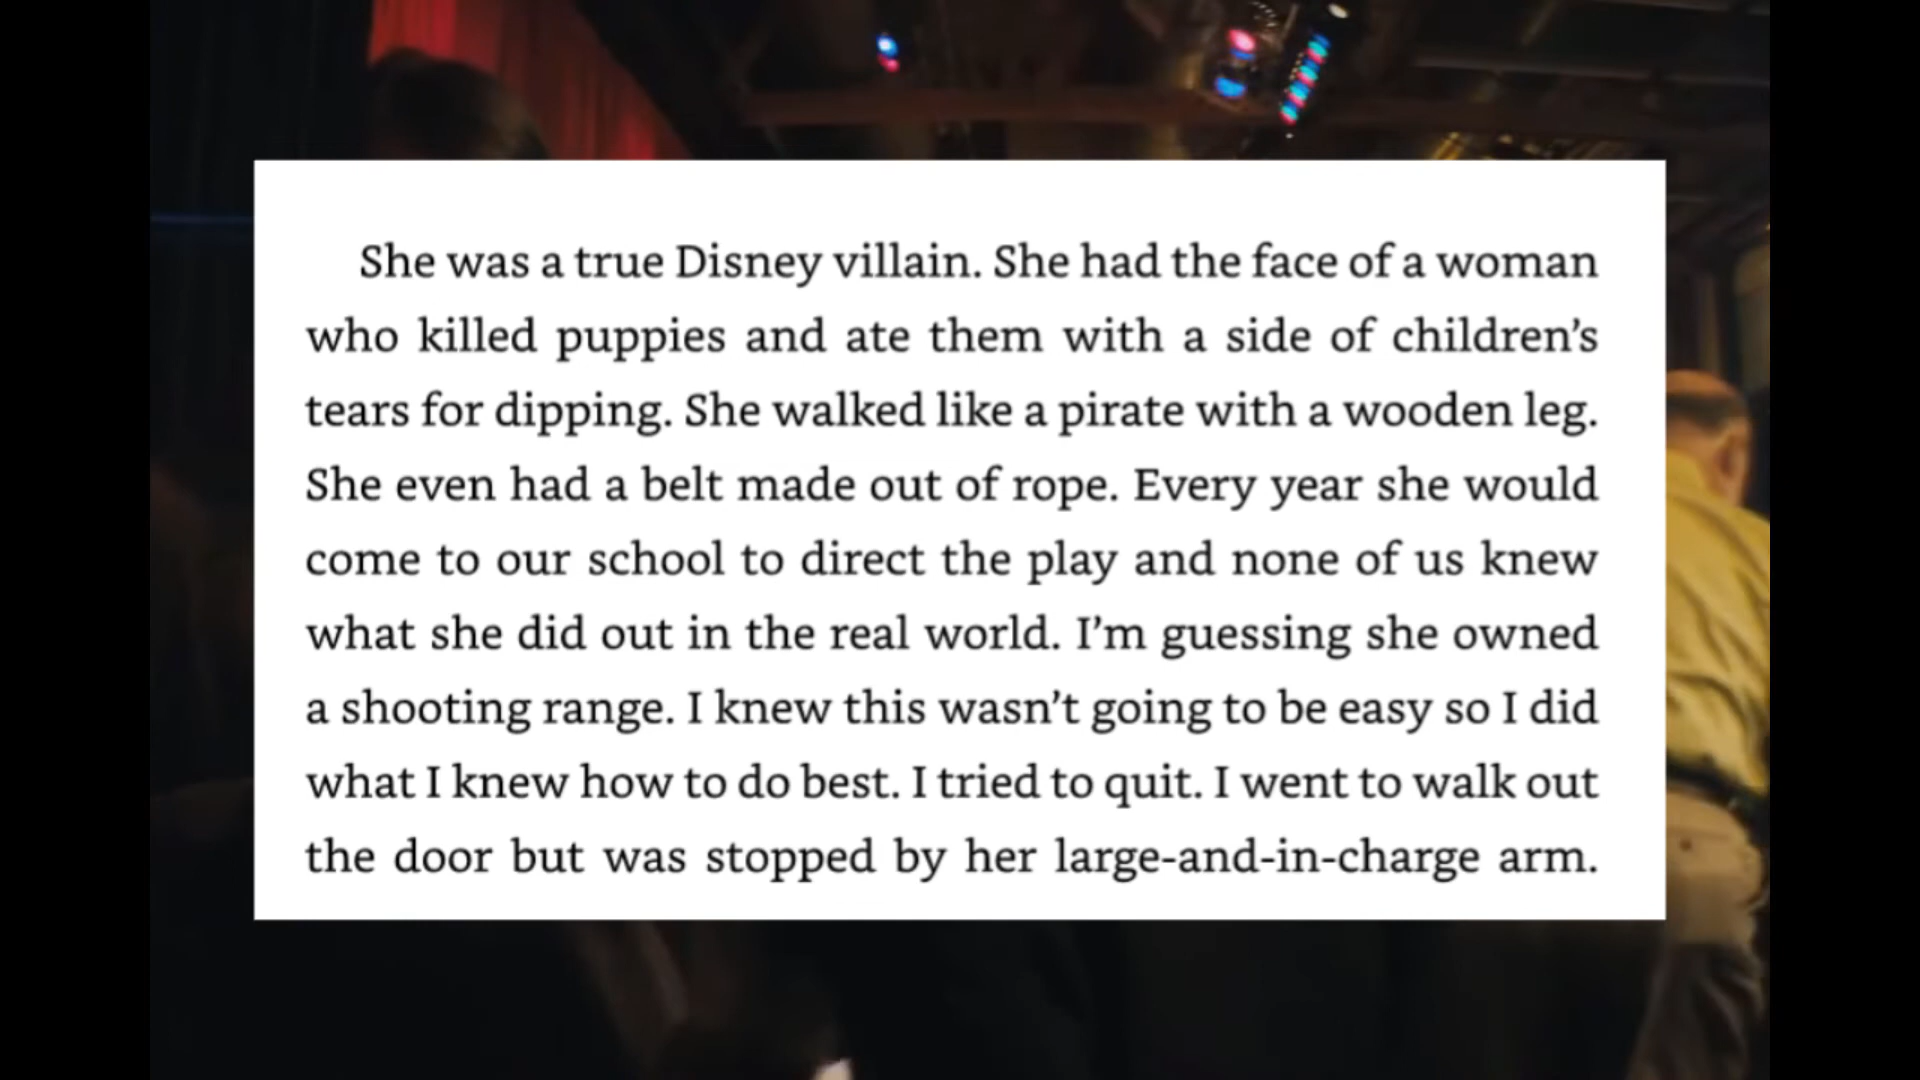 She was a true Disney villain. She had the face of a woman
who killed puppies and ate them with a side of children’s
tears for dipping. She walked like a pirate with a wooden leg.
She even had a belt made out of rope. Every year she would
come to our school to direct the play and none of us knew
what she did out in the real world. I’m guessing she owned
a shooting range. I knew this wasn’t going to be easy so I did
what I knew how to do best. I tried to quit. I went to walk out
the door but was stopped by her large-and-in-charge arm.